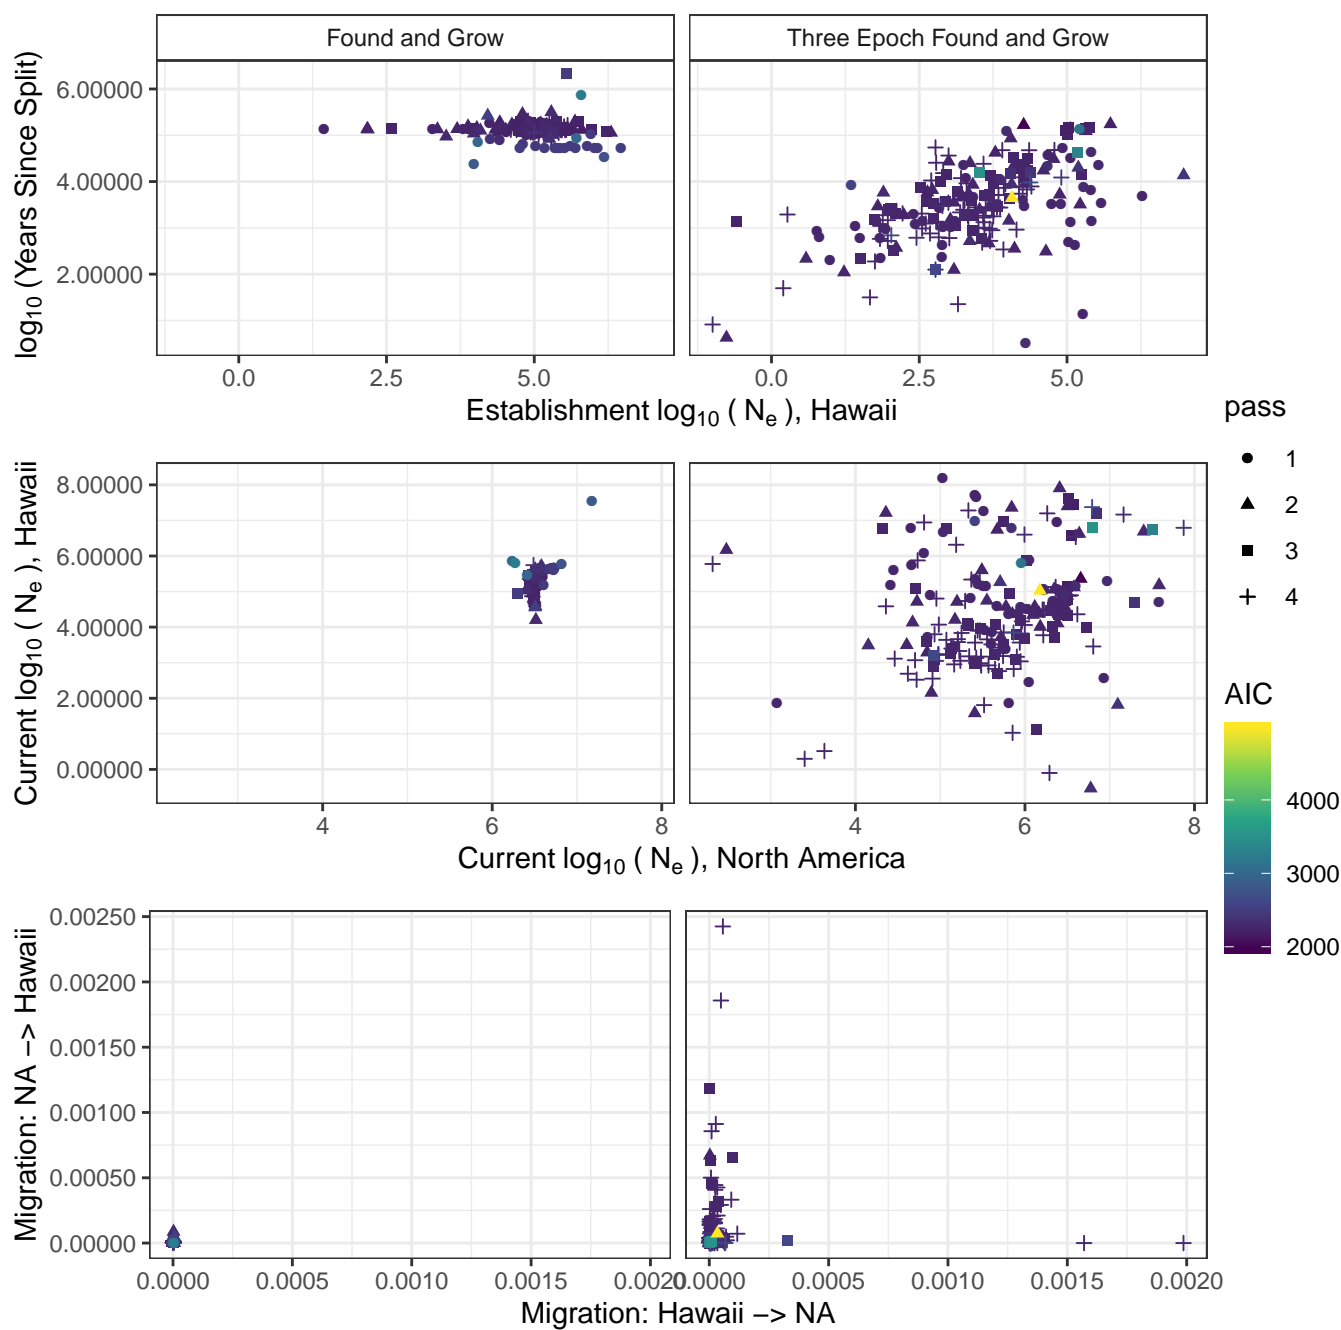 Found and Grow
Three Epoch Found and Grow
log10 (Years Since Split)
6.00000
4.00000
2.00000
0.0 2.5 5.0
0.0 2.5 5.0
Establishment log10 ( Ne ), Hawaii
Current log10 ( Ne ), Hawaii
8.00000
6.00000
4.00000
2.00000
0.00000
4 6 8
4 6 8
Current log10 ( Ne ), North America
Migration: NA −> Hawaii
0.00250
0.00200
0.00150
0.00100
0.00050
0.00000
0.0000 0.0005 0.0010 0.0015 0.0020
0.0000 0.0005 0.0010 0.0015 0.0020
Migration: Hawaii −> NA
pass
1
2
3
4
AIC
4000
3000
2000